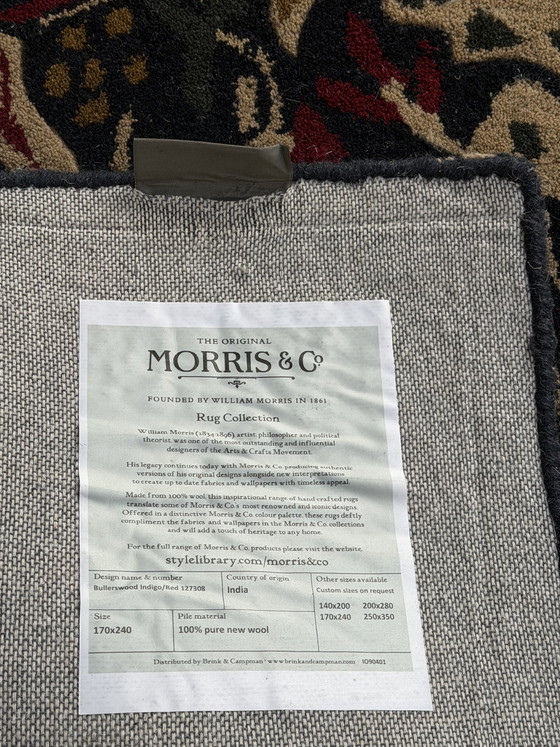 THE ORIGINAL
MORRIS & Co
FOUNDED BY WILLIAM MORRIS IN 1861
Rug Collection
William Morris (1834-1896), artist, philosopher and political
theorist, was one of the most outstanding and influential
designers of the Arts & Crafts Movement.
His legacy continues today with Morris & Co. producing authentic
versions of his original designs alongside new interpretations
to create up to date fabrics and wallpapers with timeless appeal.
Made from 100% wool, this inspirational range of hand crafted rugs
translate some of Morris & Co's most renowned and iconic designs.
Offered in a distinctive Morris & Co. colour palette, these rugs deftly
compliment the fabrics and wallpapers in the Morris & Co. collections
and will add a touch of heritage to any home.
For the full range of Morris & Co. products please visit the website.
stylelibrary.com/morris&co
Design name & number
Bullerswood Indigo/Red 127308
Country of origin
India
Other sizes available
Custom sizes on request
140x200 200x280
170x240 250x350
Size
170x240
Pile material
100% pure new wool
Distributed by Brink & Campman - www.brinkandcampman.com IO90401